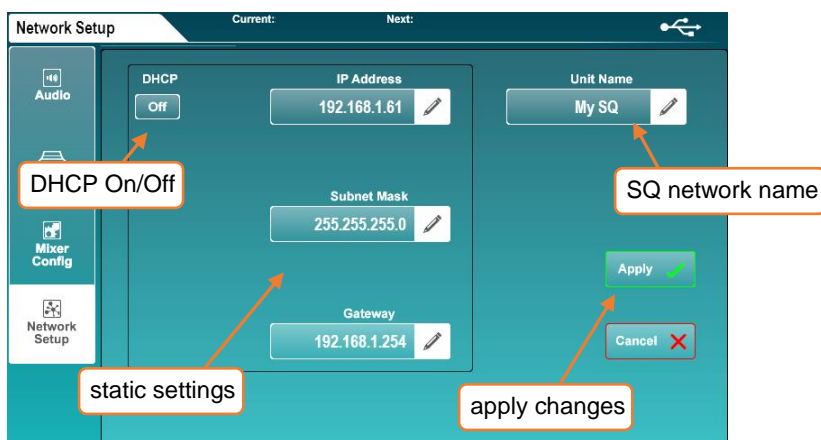 Network Setup
Current:
Next:
Audio
DHCP
Off
IP Address
192.168.1.61
Unit Name
My SQ
DHCP On/Off
SQ network name
Subnet Mask
255.255.255.0
Mixer
Config
Apply
Network
Setup
Gateway
192.168.1.254
Cancel
static settings
apply changes